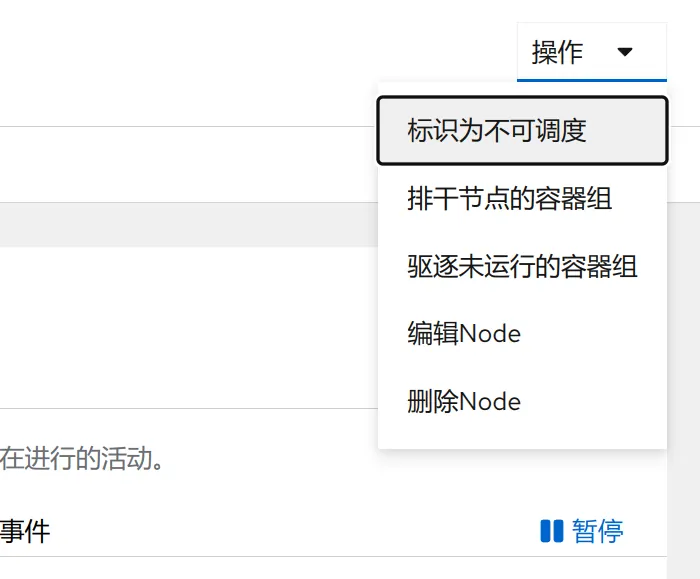 操作
标识为不可调度
排干节点的容器组
驱逐未运行的容器组
编辑Node
删除Node
在进行的活动。
事件
暂停